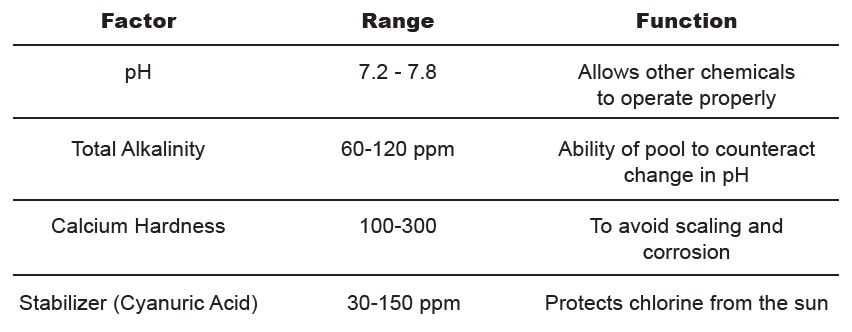 Factor Range Function
pH 7.2 - 7.8 Allows other chemicals
to operate properly
Total Alkalinity 60-120 ppm Ability of pool to counteract
change in pH
Calcium Hardness 100-300 To avoid scaling and
corrosion
Stabilizer (Cyanuric Acid) 30-150 ppm Protects chlorine from the sun